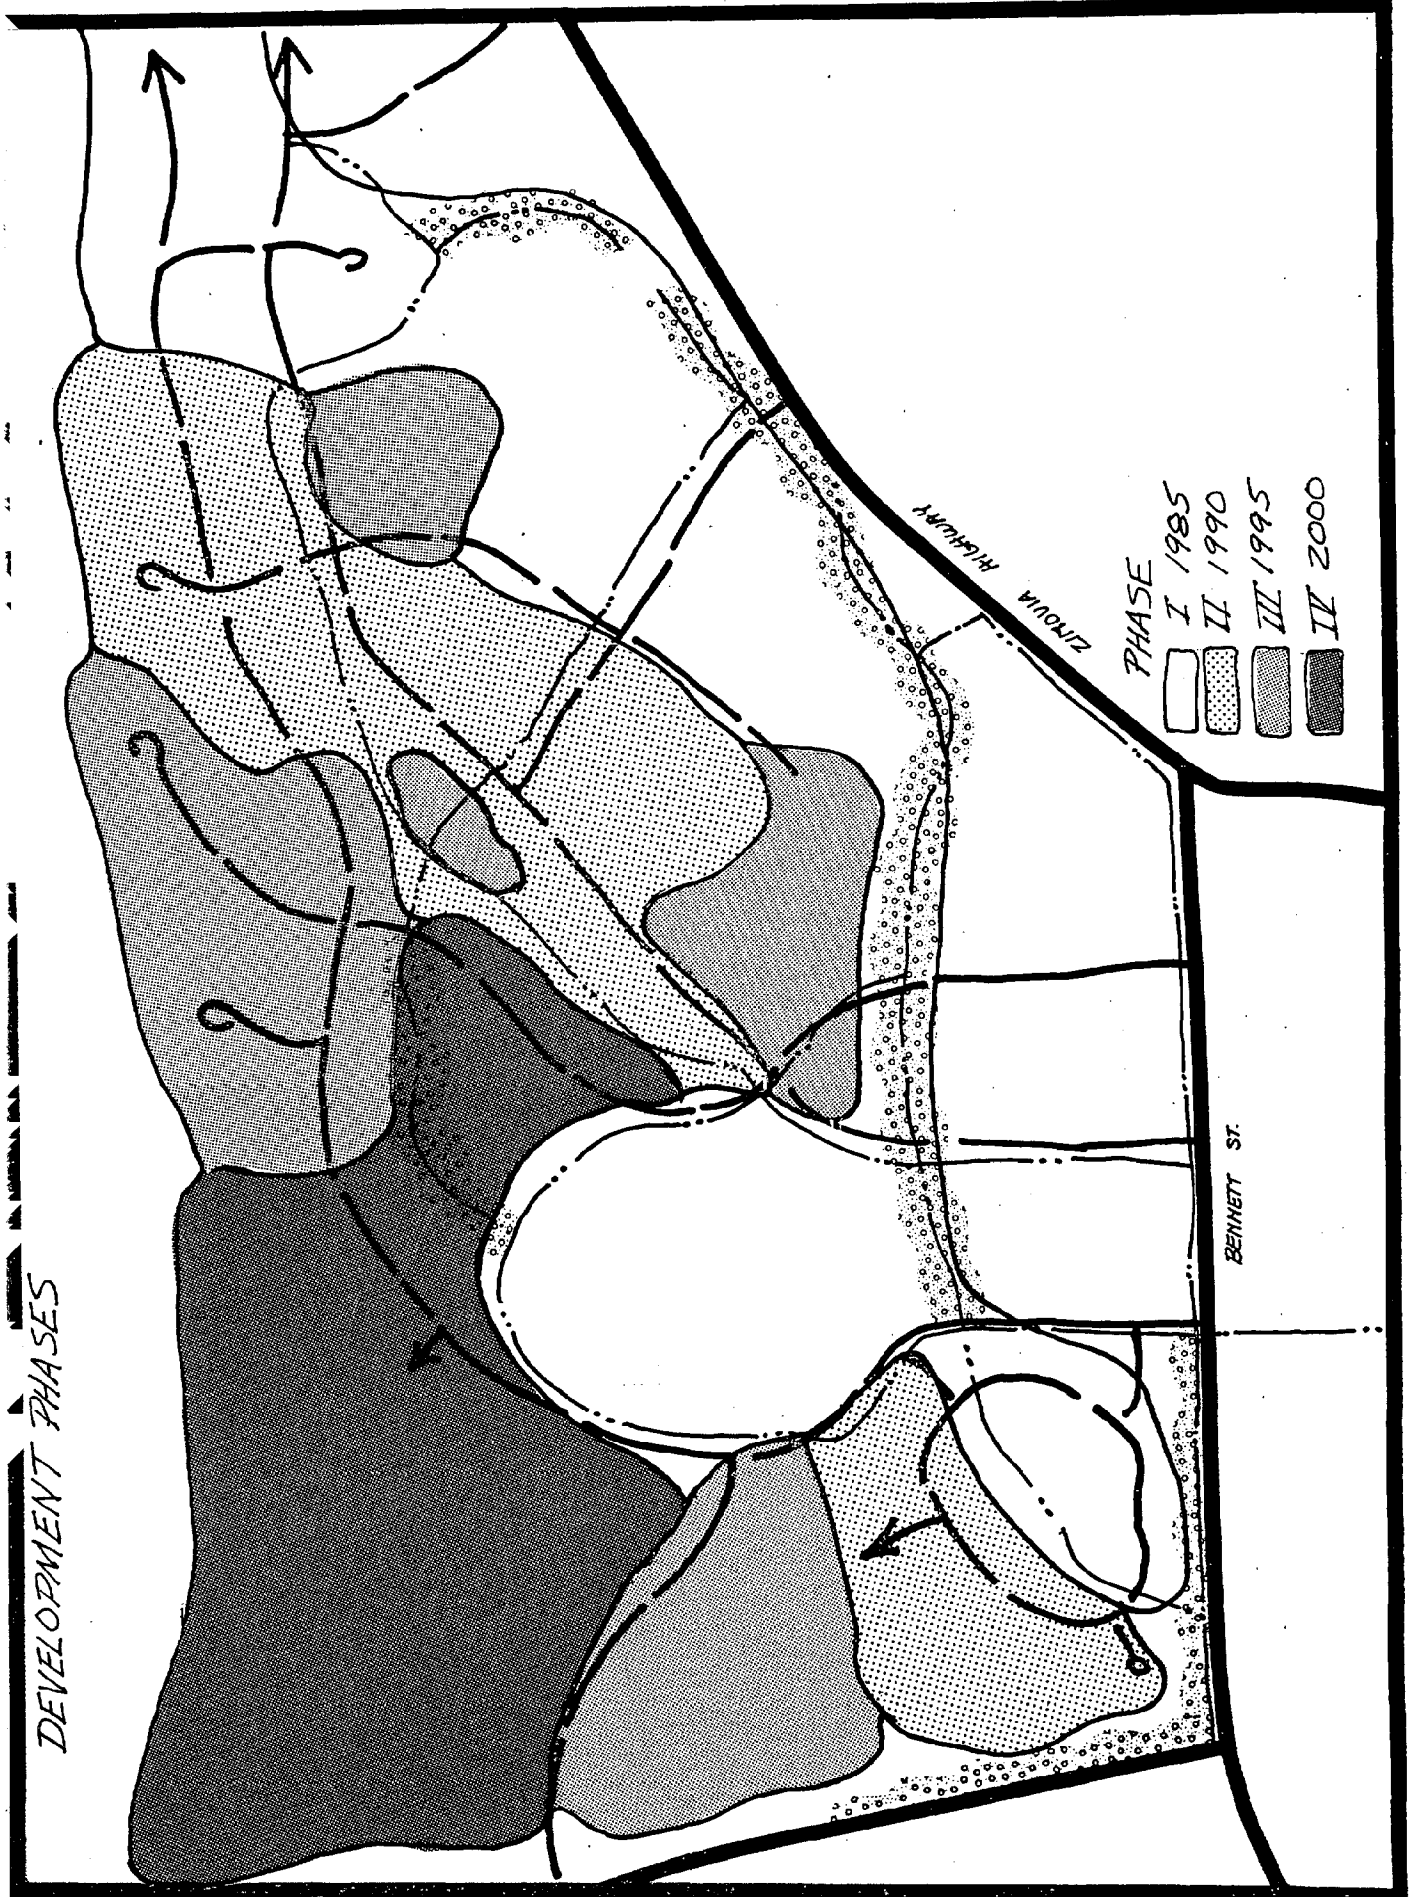 DEVELOPMENT PHASES
ZIMOVIA HIGHWAY
PHASE
I 1985
II 1990
III 1995
IV 2000
BENNETT ST.